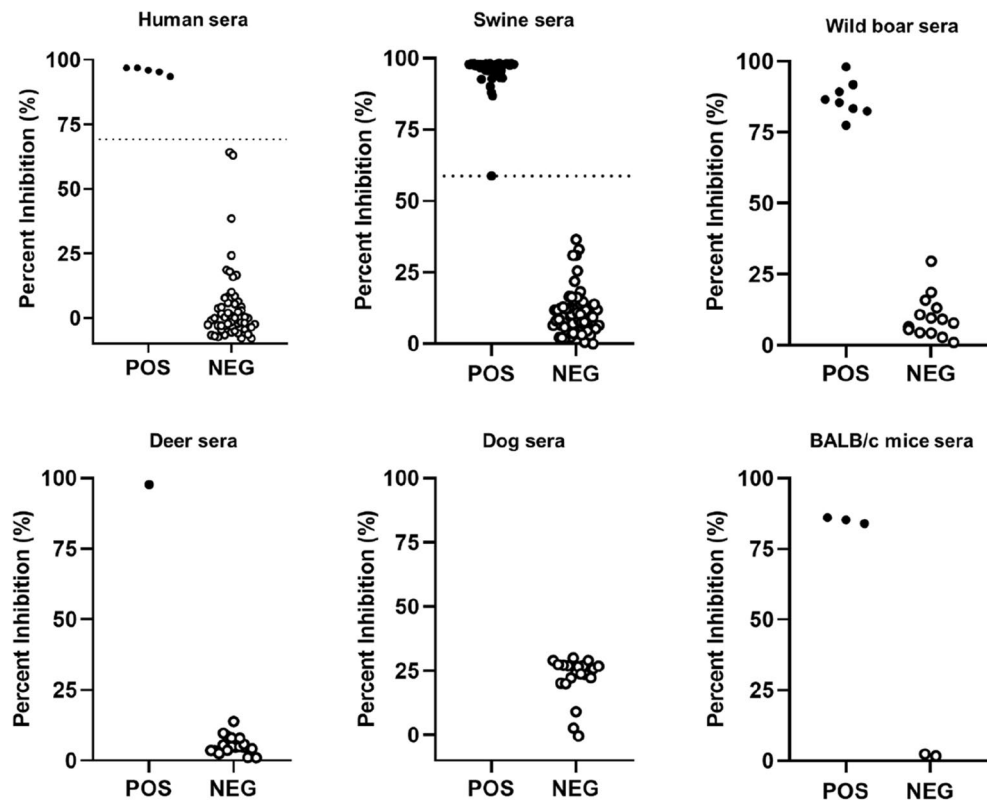 Human sera
Percent Inhibition (%)
100
75
50
25
0
POS NEG
Swine sera
Percent Inhibition (%)
100
75
50
25
0
POS NEG
Wild boar sera
Percent Inhibition (%)
100
75
50
25
0
POS NEG
Deer sera
Percent Inhibition (%)
100
75
50
25
0
POS NEG
Dog sera
Percent Inhibition (%)
100
75
50
25
0
POS NEG
BALB/c mice sera
Percent Inhibition (%)
100
75
50
25
0
POS NEG